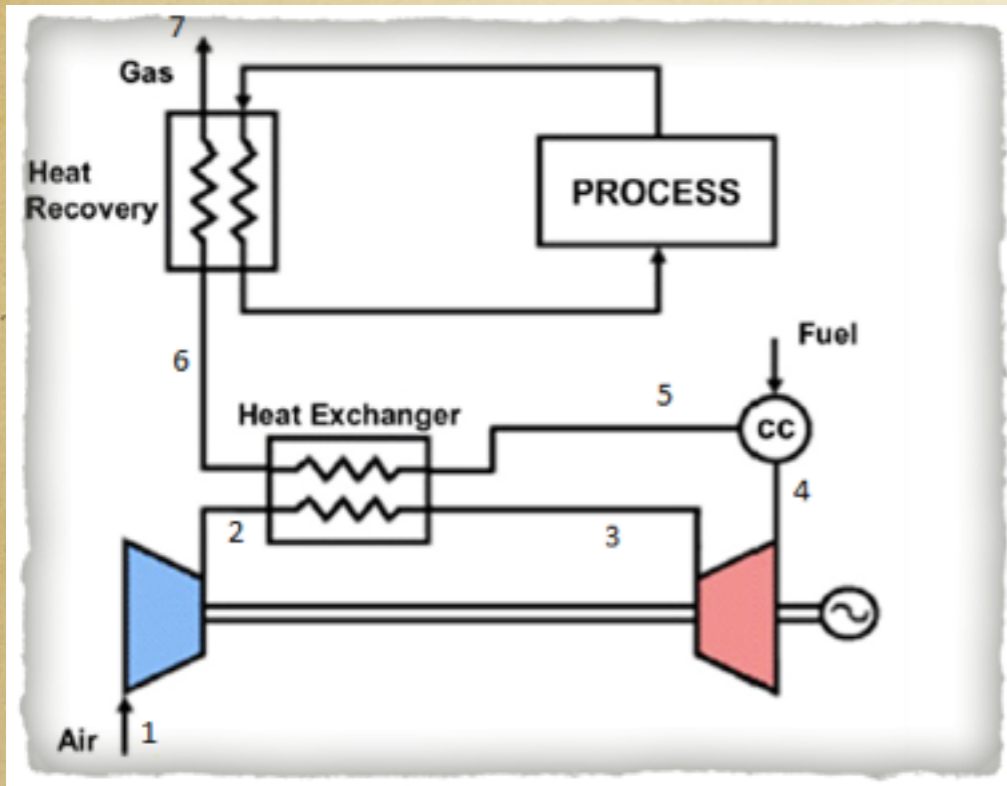 7
Gas
Heat
Recovery
PROCESS
6
Fuel
5
Heat Exchanger
CC
4
2
3
Air
1